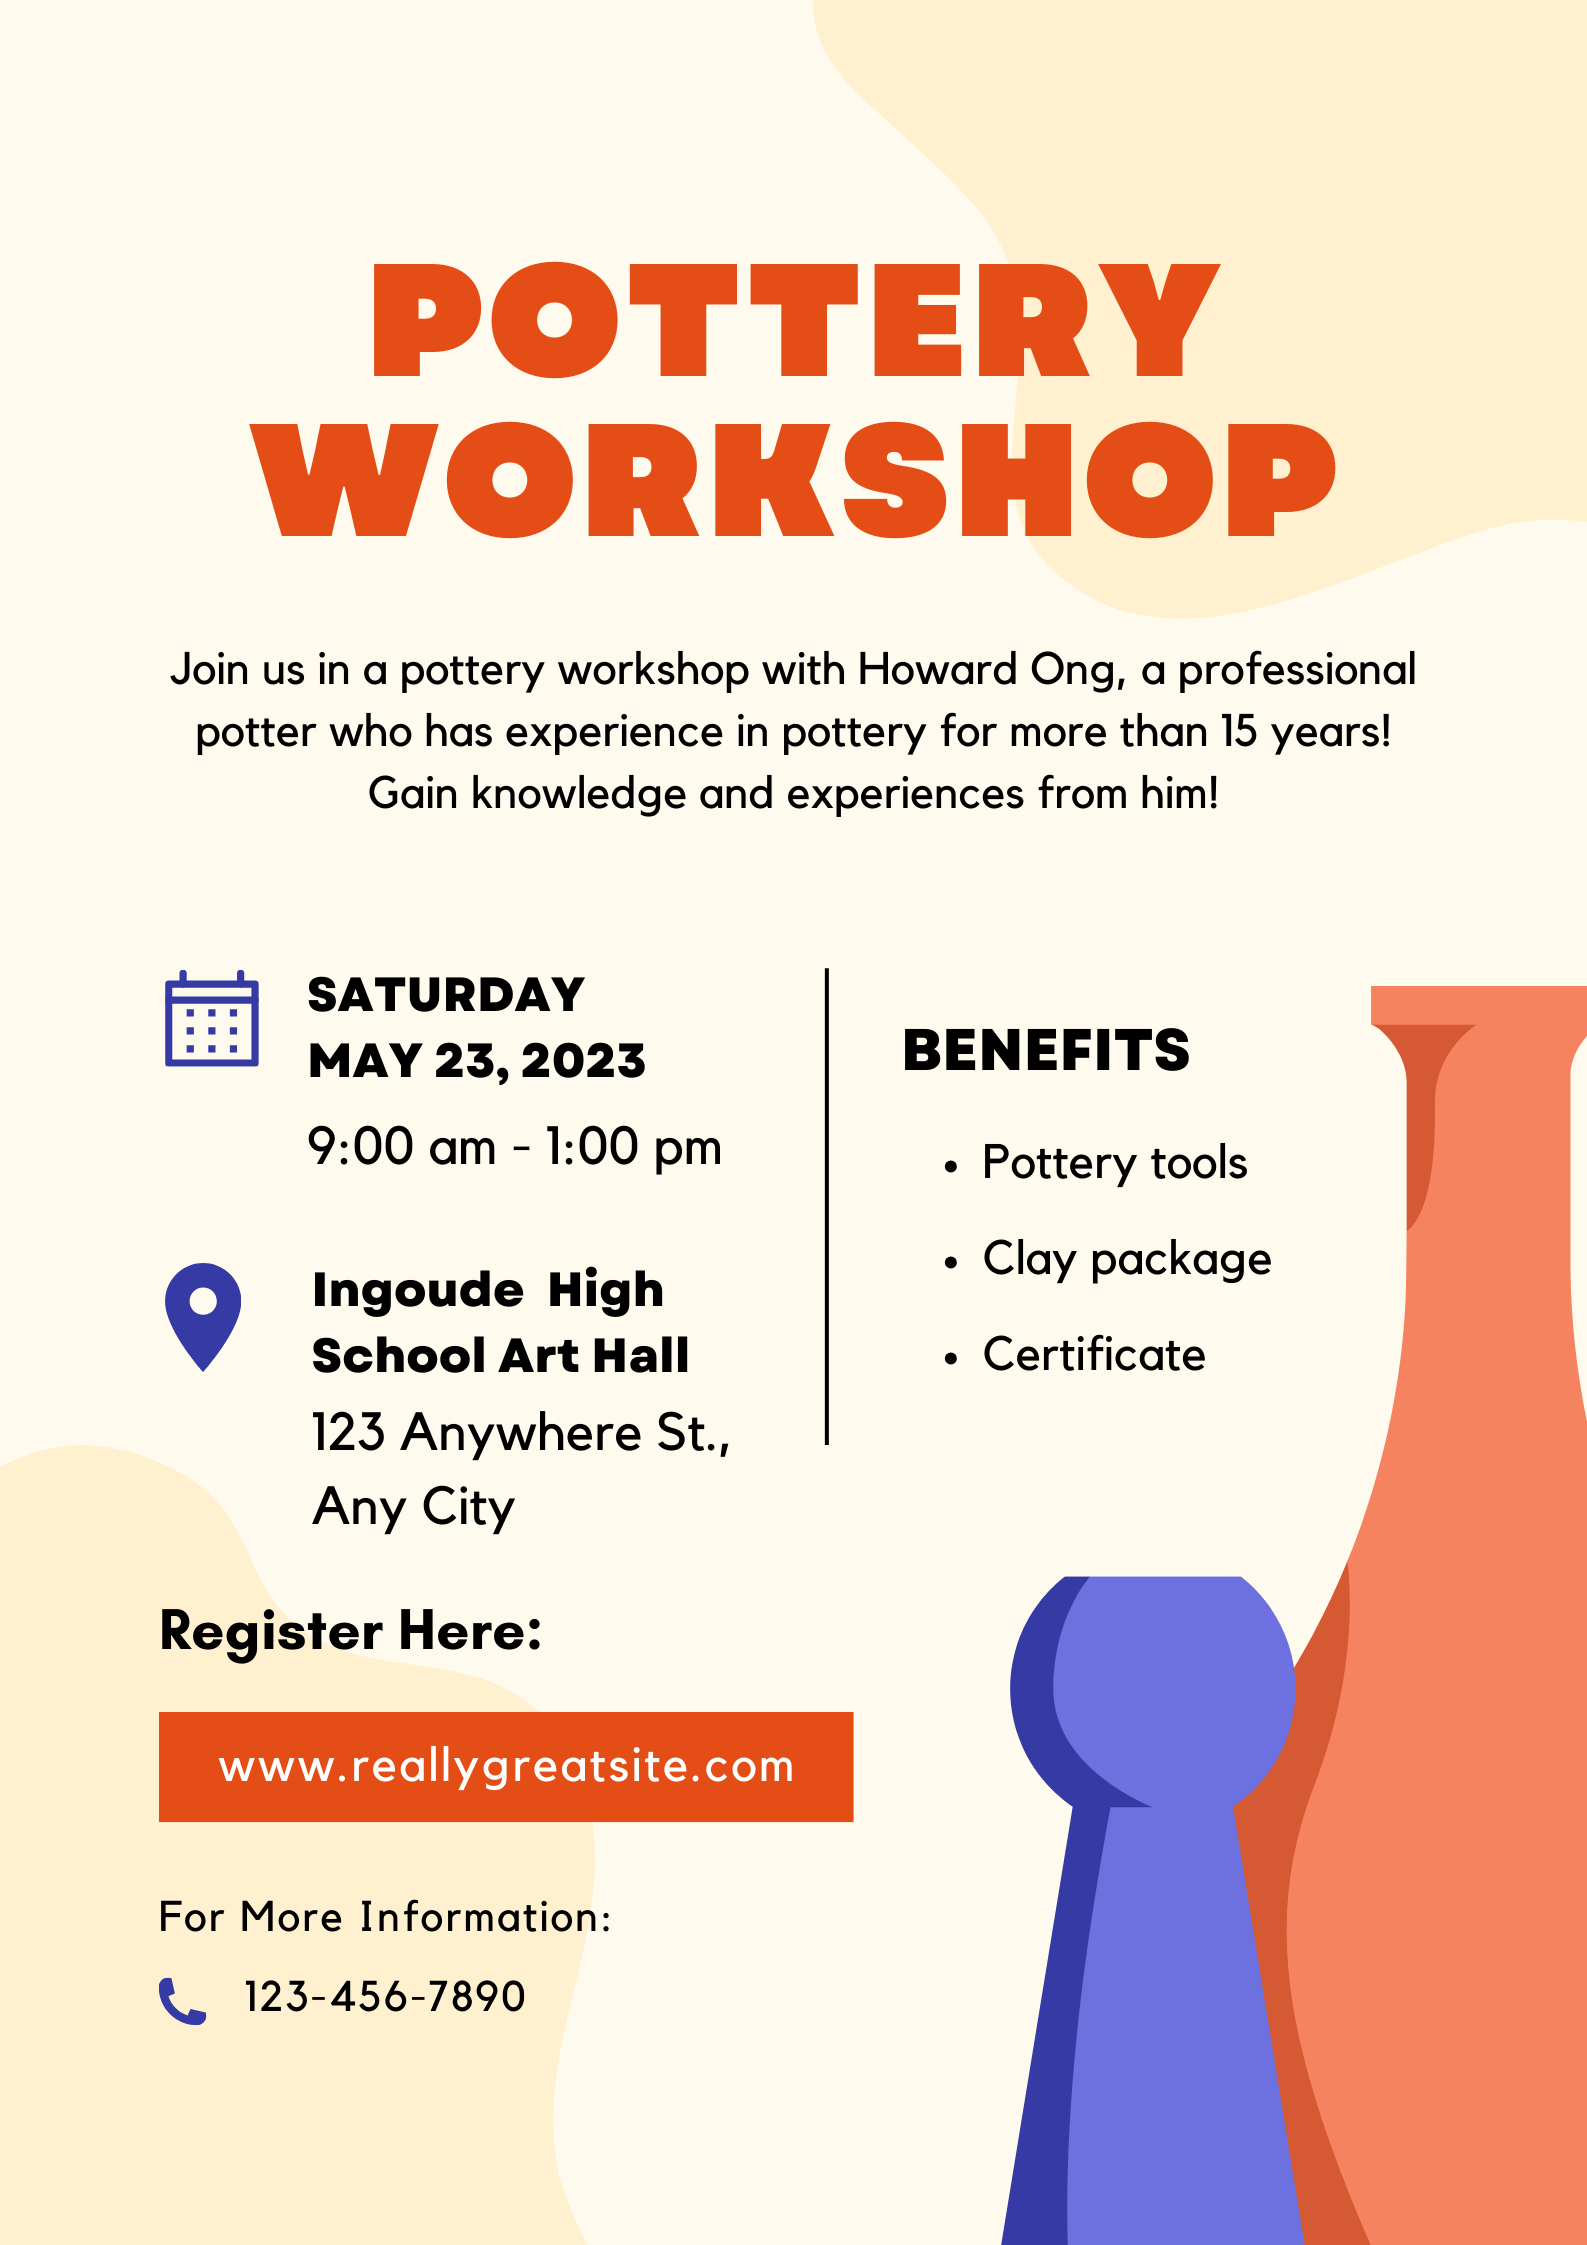 POTTERY
WORKSHOP
Join us in a pottery workshop with Howard Ong, a professional
potter who has experience in pottery for more than 15 years!
Gain knowledge and experiences from him!
SATURDAY
MAY 23, 2023
9:00 am - 1:00 pm
Ingoude High
School Art Hall
123 Anywhere St.,
Any City
BENEFITS
• Pottery tools
• Clay package
• Certificate
Register Here:
www.reallygreatsite.com
For More Information:
123-456-7890